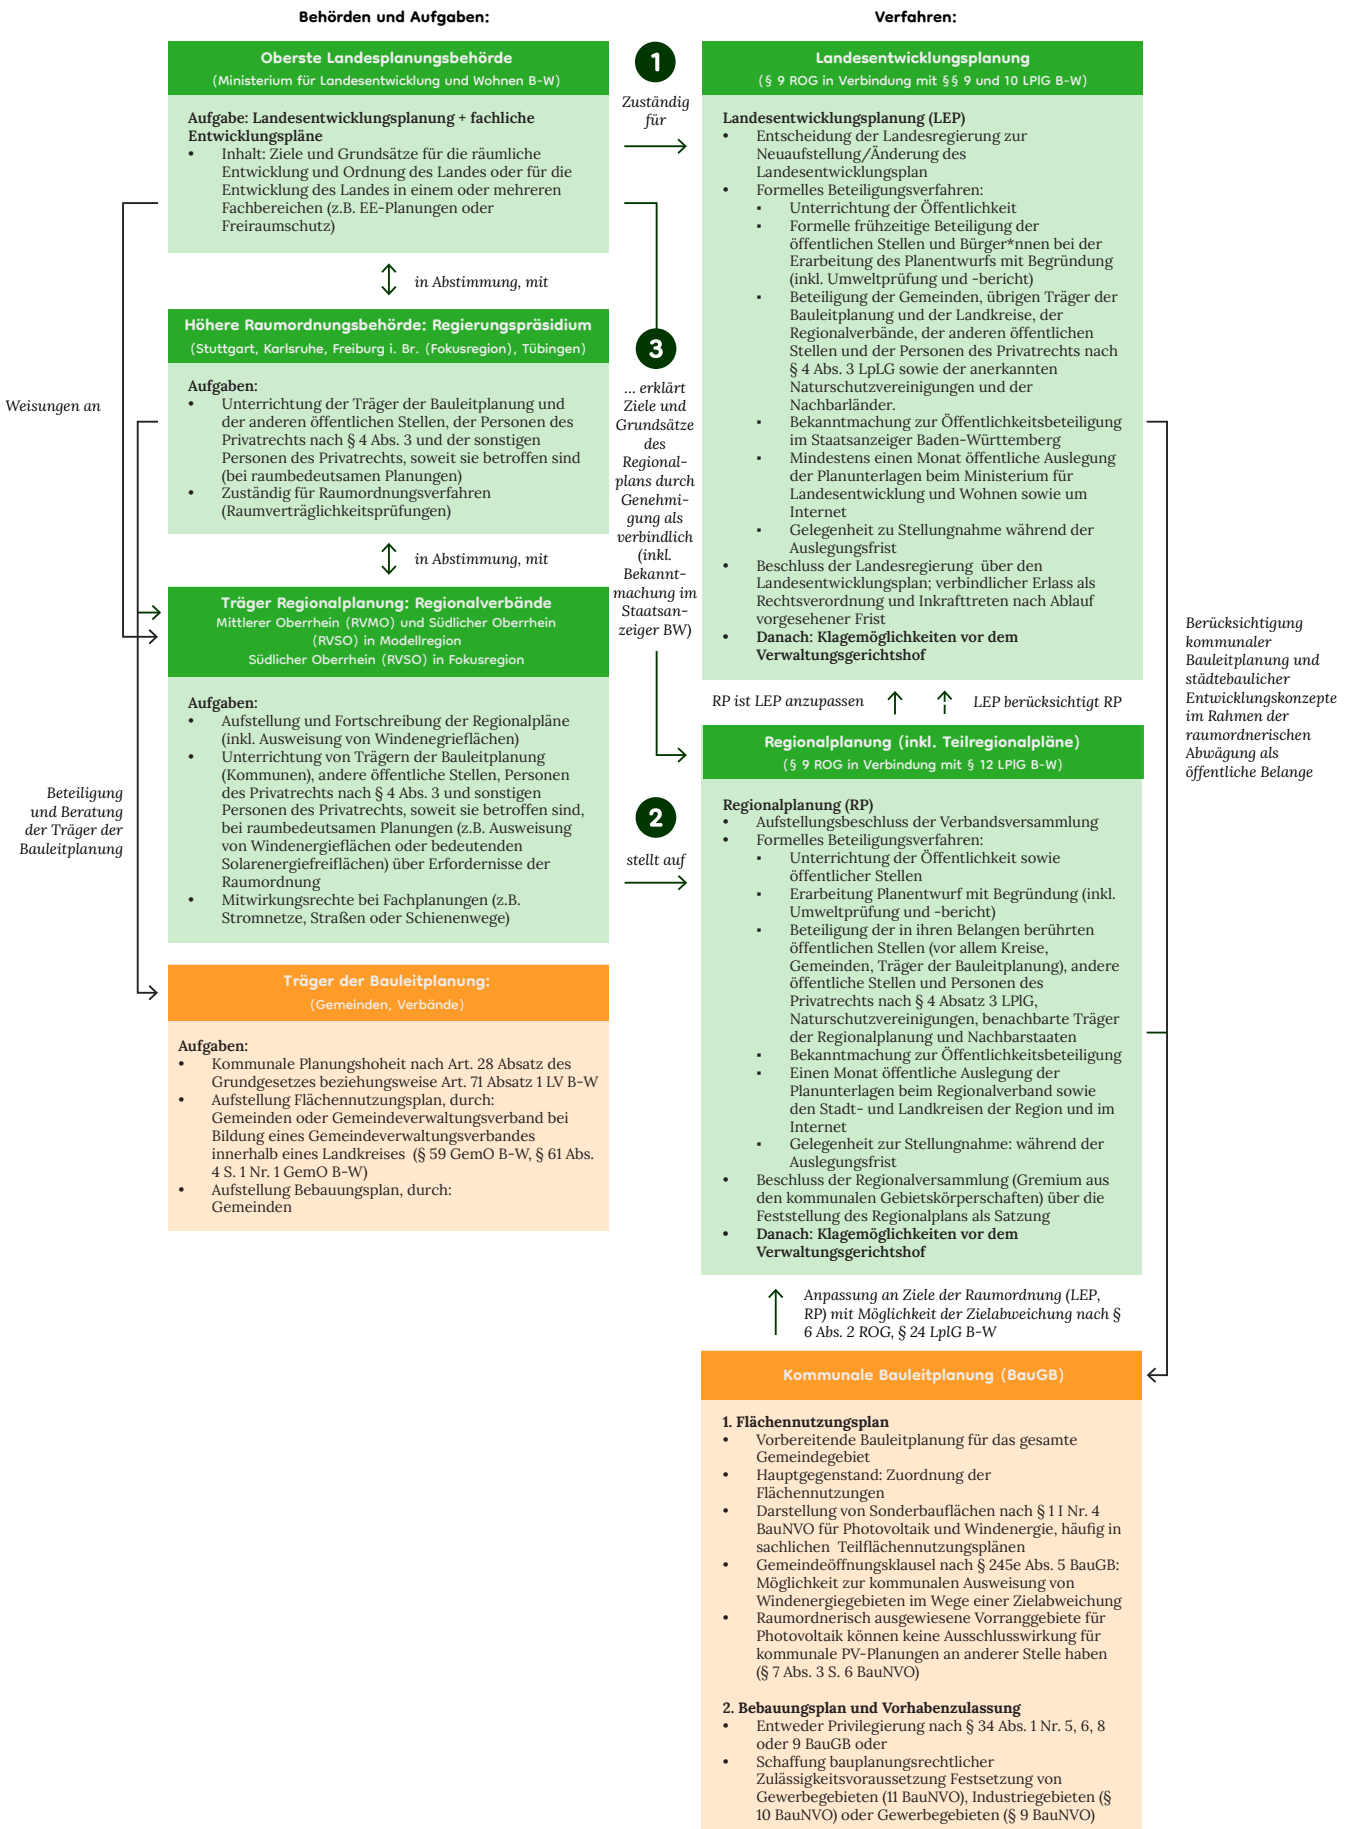 Behörden und Aufgaben:
Oberste Landesplanungsbehörde
(Ministerium für Landesentwicklung und Wohnen B-W)
Aufgabe: Landesentwicklungsplanung + fachliche
Entwicklungspläne
• Inhalt: Ziele und Grundsätze für die räumliche
Entwicklung und Ordnung des Landes oder für die
Entwicklung des Landes in einem oder mehreren
Fachbereichen (z.B. EE-Planungen oder
Freiraumschutz)
in Abstimmung, mit
Höhere Raumordnungsbehörde: Regierungspräsidium
(Stuttgart, Karlsruhe, Freiburg i. Br. (Fokusregion), Tübingen)
Aufgaben:
• Unterrichtung der Träger der Bauleitplanung und
der anderen öffentlichen Stellen, der Personen des
Privatrechts nach § 4 Abs. 3 und der sonstigen
Personen des Privatrechts, soweit sie betroffen sind
(bei raumbedeutsamen Planungen)
• Zuständig für Raumordnungsverfahren
(Raumverträglichkeitsprüfungen)
in Abstimmung, mit
Träger Regionalplanung: Regionalverbände
Mittlerer Oberrhein (RVMO) und Südlicher Oberrhein
(RVSO) in Modellregion
Südlicher Oberrhein (RVSO) in Fokusregion
Aufgaben:
• Aufstellung und Fortschreibung der Regionalpläne
(inkl. Ausweisung von Windenegrieflächen)
• Unterrichtung von Trägern der Bauleitplanung
(Kommunen), andere öffentliche Stellen, Personen
des Privatrechts nach § 4 Abs. 3 und sonstigen
Personen des Privatrechts, soweit sie betroffen sind,
bei raumbedeutsamen Planungen (z.B. Ausweisung
von Windenergieflächen oder bedeutenden
Solarenergiefreiflächen) über Erfordernisse der
Raumordnung
• Mitwirkungsrechte bei Fachplanungen (z.B.
Stromnetze, Straßen oder Schienenwege)
Träger der Bauleitplanung:
(Gemeinden, Verbände)
Aufgaben:
• Kommunale Planungshoheit nach Art. 28 Absatz des
Grundgesetzes beziehungsweise Art. 71 Absatz 1 LV B-W
• Aufstellung Flächennutzungsplan, durch:
Gemeinden oder Gemeindeverwaltungsverband bei
Bildung eines Gemeindeverwaltungsverbandes
innerhalb eines Landkreises (§ 59 GemO B-W, § 61 Abs.
4 S. 1 Nr. 1 GemO B-W)
• Aufstellung Bebauungsplan, durch:
Gemeinden
Weisungen an
Beteiligung
und Beratung
der Träger der
Bauleitplanung
1
Zuständig
für
3
... erklärt
Ziele und
Grundsätze
des
Regional-
plans durch
Genehmi-
gung als
verbindlich
(inkl.
Bekannt-
machung im
Staatsan-
zeiger BW)
2
stellt auf
Verfahren:
Landesentwicklungsplanung
(§ 9 ROG in Verbindung mit §§ 9 und 10 LPlG B-W)
Landesentwicklungsplanung (LEP)
• Entscheidung der Landesregierung zur
Neuaufstellung/Änderung des
Landesentwicklungsplan
• Formelles Beteiligungsverfahren:
▪ Unterrichtung der Öffentlichkeit
▪ Formelle frühzeitige Beteiligung der
öffentlichen Stellen und Bürger*nnen bei der
Erarbeitung des Planentwurfs mit Begründung
(inkl. Umweltprüfung und -bericht)
▪ Beteiligung der Gemeinden, übrigen Träger der
Bauleitplanung und der Landkreise, der
Regionalverbände, der anderen öffentlichen
Stellen und der Personen des Privatrechts nach
§ 4 Abs. 3 LpLG sowie der anerkannten
Naturschutzvereinigungen und der
Nachbarländer.
▪ Bekanntmachung zur Öffentlichkeitsbeteiligung
im Staatsanzeiger Baden-Württemberg
▪ Mindestens einen Monat öffentliche Auslegung
der Planunterlagen beim Ministerium für
Landesentwicklung und Wohnen sowie um
Internet
▪ Gelegenheit zu Stellungnahme während der
Auslegungsfrist
• Beschluss der Landesregierung über den
Landesentwicklungsplan; verbindlicher Erlass als
Rechtsverordnung und Inkrafttreten nach Ablauf
vorgesehener Frist
• Danach: Klagemöglichkeiten vor dem
Verwaltungsgerichtshof
RP ist LEP anzupassen
LEP berücksichtigt RP
Regionalplanung (inkl. Teilregionalpläne)
(§ 9 ROG in Verbindung mit § 12 LPlG B-W)
Regionalplanung (RP)
• Aufstellungsbeschluss der Verbandsversammlung
• Formelles Beteiligungsverfahren:
▪ Unterrichtung der Öffentlichkeit sowie
öffentlicher Stellen
▪ Erarbeitung Planentwurf mit Begründung (inkl.
Umweltprüfung und -bericht)
▪ Beteiligung der in ihren Belangen berührten
öffentlichen Stellen (vor allem Kreise,
Gemeinden, Träger der Bauleitplanung), andere
öffentliche Stellen und Personen des
Privatrechts nach § 4 Absatz 3 LPlG,
Naturschutzvereinigungen, benachbarte Träger
der Regionalplanung und Nachbarstaaten
▪ Bekanntmachung zur Öffentlichkeitsbeteiligung
▪ Einen Monat öffentliche Auslegung der
Planunterlagen beim Regionalverband sowie
den Stadt- und Landkreisen der Region und im
Internet
▪ Gelegenheit zur Stellungnahme: während der
Auslegungsfrist
• Beschluss der Regionalversammlung (Gremium aus
den kommunalen Gebietskörperschaften) über die
Feststellung des Regionalplans als Satzung
• Danach: Klagemöglichkeiten vor dem
Verwaltungsgerichtshof
Anpassung an Ziele der Raumordnung (LEP,
RP) mit Möglichkeit der Zielabweichung nach §
6 Abs. 2 ROG, § 24 LplG B-W
Kommunale Bauleitplanung (BauGB)
1. Flächennutzungsplan
• Vorbereitende Bauleitplanung für das gesamte
Gemeindegebiet
• Hauptgegenstand: Zuordnung der
Flächennutzungen
• Darstellung von Sonderbauflächen nach § 1 I Nr. 4
BauNVO für Photovoltaik und Windenergie, häufig in
sachlichen Teilflächennutzungsplänen
• Gemeindeöffnungsklausel nach § 245e Abs. 5 BauGB:
Möglichkeit zur kommunalen Ausweisung von
Windenergiegebieten im Wege einer Zielabweichung
• Raumordnerisch ausgewiesene Vorranggebiete für
Photovoltaik können keine Ausschlusswirkung für
kommunale PV-Planungen an anderer Stelle haben
(§ 7 Abs. 3 S. 6 BauNVO)
2. Bebauungsplan und Vorhabenzulassung
• Entweder Privilegierung nach § 34 Abs. 1 Nr. 5, 6, 8
oder 9 BauGB oder
• Schaffung bauplanungsrechtlicher
Zulässigkeitsvoraussetzung Festsetzung von
Gewerbegebieten (11 BauNVO), Industriegebieten (§
10 BauNVO) oder Gewerbegebieten (§ 9 BauNVO)
Berücksichtigung
kommunaler
Bauleitplanung und
städtebaulicher
Entwicklungskonzepte
im Rahmen der
raumordnerischen
Abwägung als
öffentliche Belange